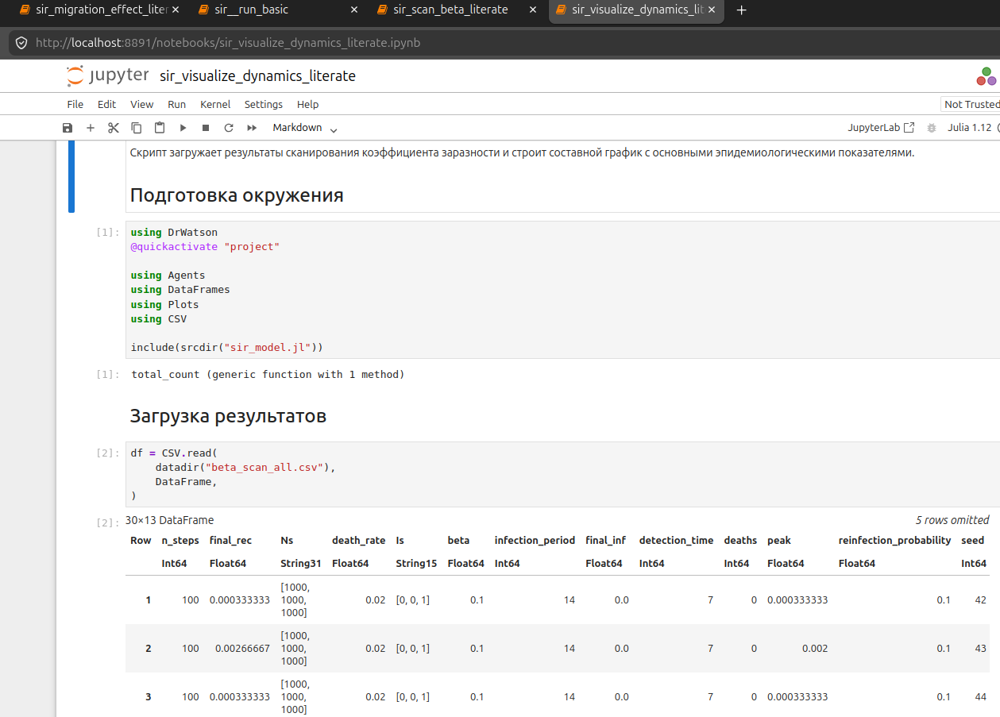 sir_migration_effect_liter
sir__run_basic
sir_scan_beta_literate
sir_visualize_dynamics_lit
http://localhost:8891/notebooks/sir_visualize_dynamics_literate.ipynb
jupyter sir_visualize_dynamics_literate
File Edit View Run Kernel Settings Help
Not Trusted
Markdown
JupyterLab
Julia 1.12
Скрипт загружает результаты сканирования коэффициента заразности и строит составной график с основными эпидемиологическими показателями.
Подготовка окружения
[1]: using DrWatson
@quickactivate "project"
using Agents
using DataFrames
using Plots
using CSV
include(srcdir("sir_model.jl"))
[1]: total_count (generic function with 1 method)
Загрузка результатов
[2]: df = CSV.read(
datadir("beta_scan_all.csv"),
DataFrame,
)
[2]: 30×13 DataFrame
5 rows omitted
Row n_steps final_rec Ns death_rate Is beta infection_period final_inf detection_time deaths peak reinfection_probability seed
Int64 Float64 String31 Float64 String15 Float64 Int64 Float64 Int64 Int64 Float64 Float64 Int64
1 100 0.000333333 [1000, 1000, 1000] 0.02 [0, 0, 1] 0.1 14 0.0 7 0 0.000333333 0.1 42
2 100 0.00266667 [1000, 1000, 1000] 0.02 [0, 0, 1] 0.1 14 0.0 7 0 0.002 0.1 43
3 100 0.000333333 [1000, 1000, 1000] 0.02 [0, 0, 1] 0.1 14 0.0 7 0 0.000333333 0.1 44